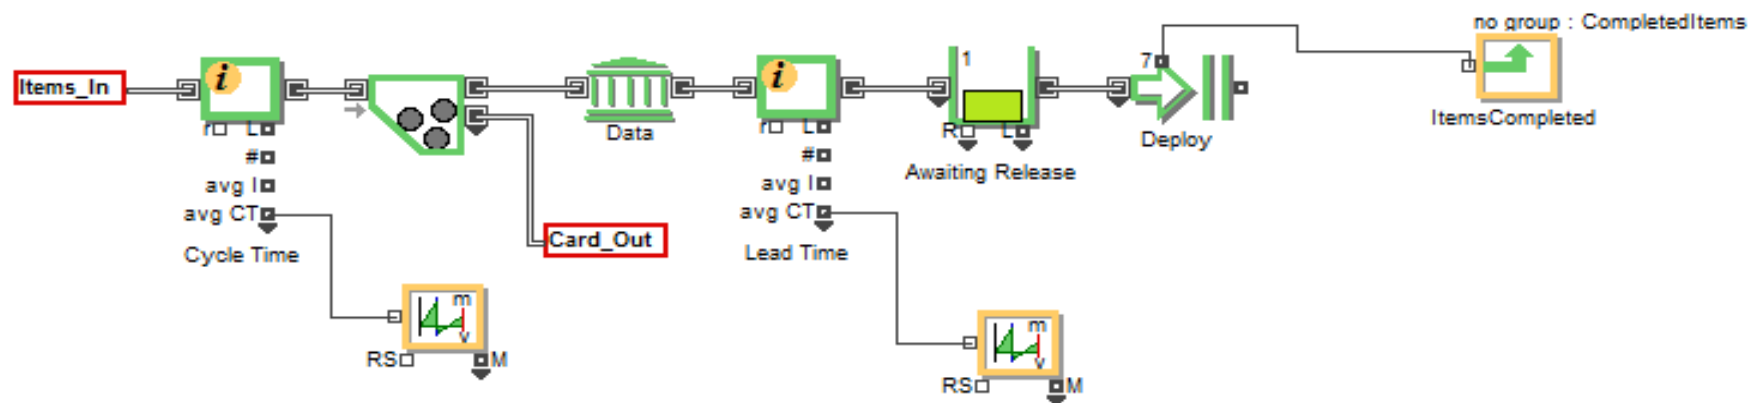 no group : CompletedItems
Items_In
i
i
1
7
r L
Data
r L
R L
Deploy
ItemsCompleted
#
#
Awaiting Release
avg I
avg I
avg CT
avg CT
Card_Out
Cycle Time
Lead Time
m
v
RS M
m
v
RS M